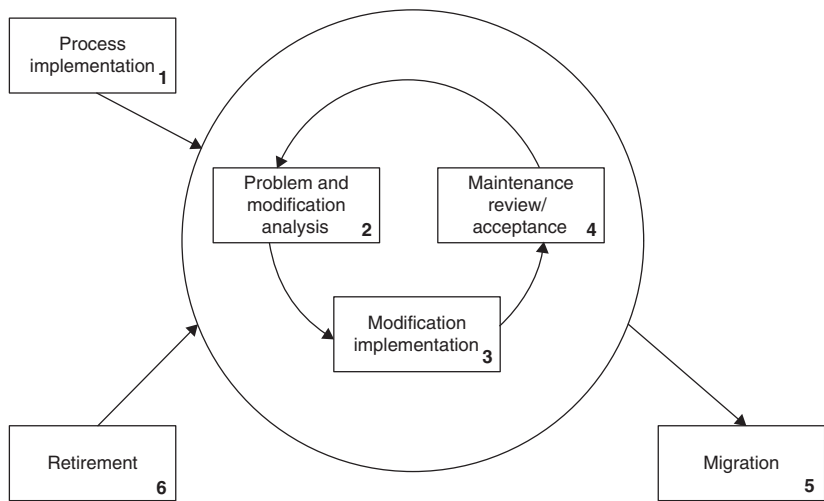 Process
implementation 1
Problem and
modification
analysis 2
Maintenance
review/
acceptance 4
Modification
implementation 3
Retirement
6
Migration
5